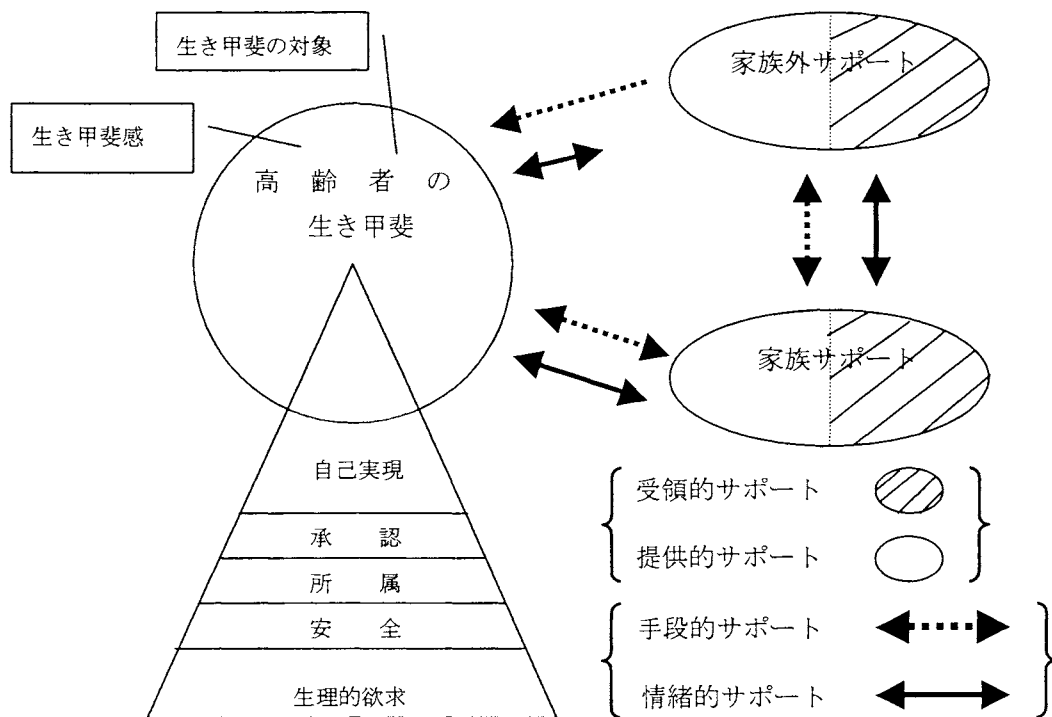 生き甲斐の対象
生き甲斐感
高齢者の
生き甲斐
家族外サポート
家族サポート
自己実現
承認
所属
安全
生理的欲求
受領的サポート
提供的サポート
手段的サポート
情緒的サポート